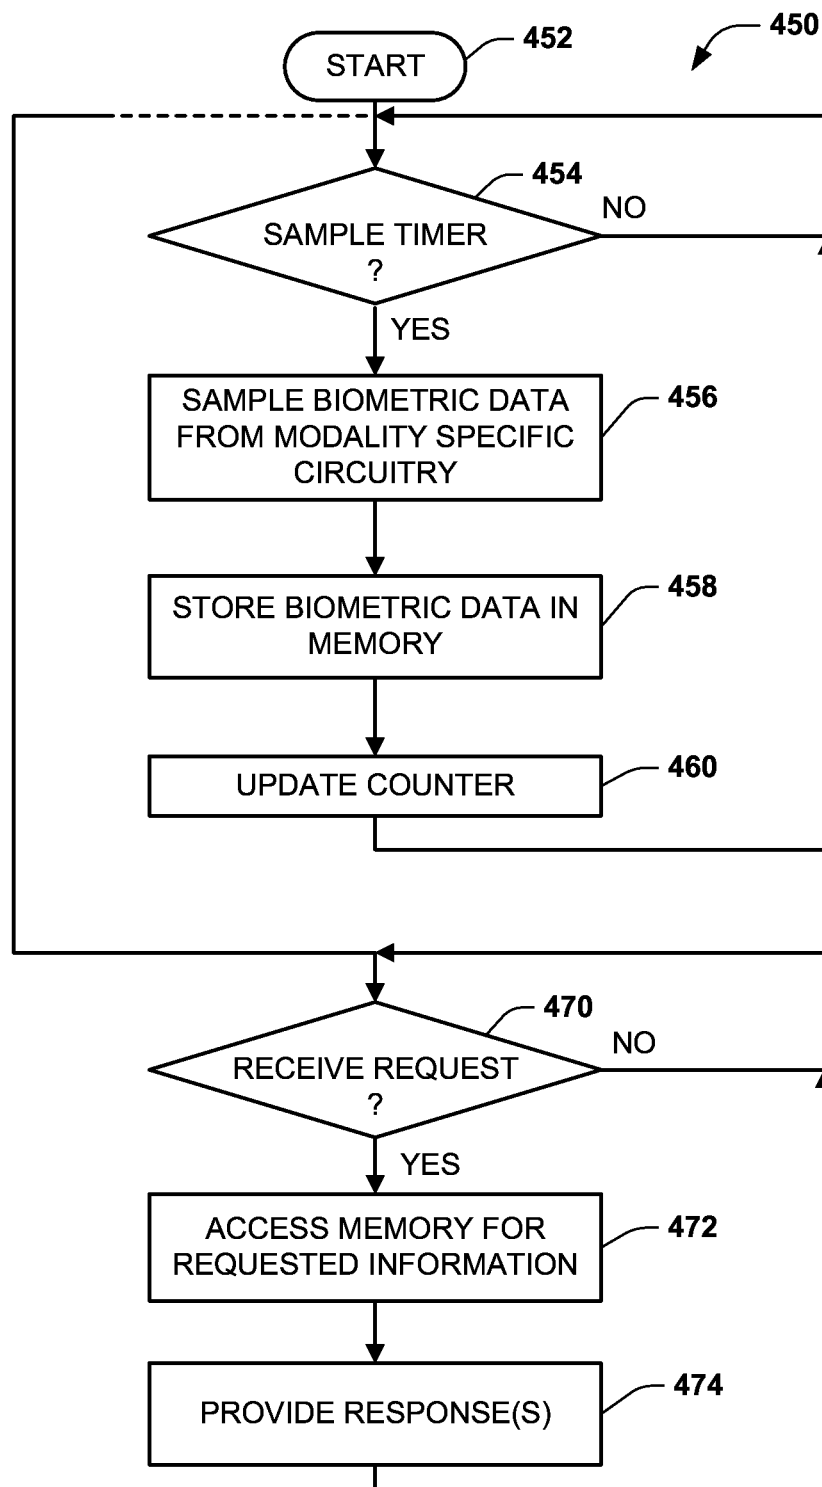 450
START
452
454
SAMPLE TIMER
?
NO
YES
SAMPLE BIOMETRIC DATA
FROM MODALITY SPECIFIC
CIRCUITRY
456
STORE BIOMETRIC DATA IN
MEMORY
458
UPDATE COUNTER
460
470
RECEIVE REQUEST
?
NO
YES
ACCESS MEMORY FOR
REQUESTED INFORMATION
472
PROVIDE RESPONSE(S)
474